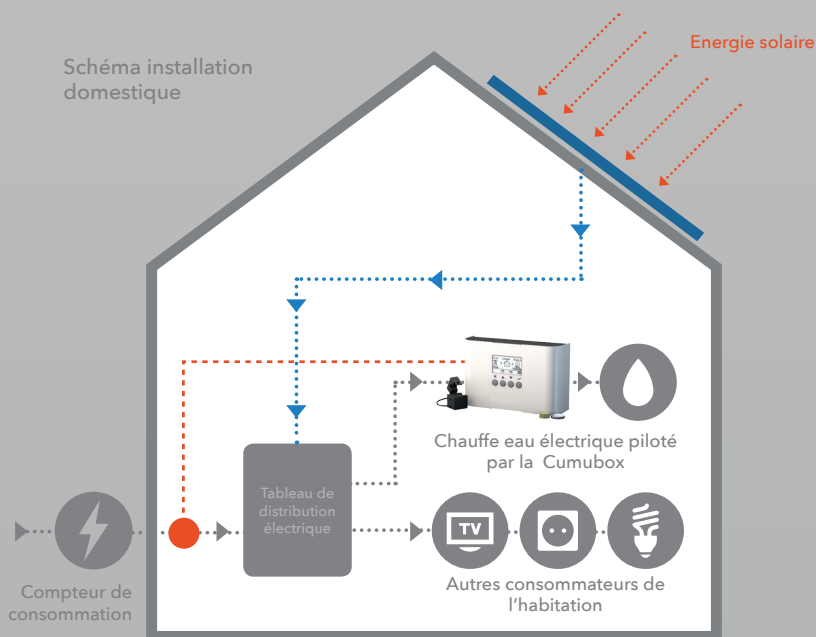 Schéma installation
domestique
Energie solaire
Chauffe eau électrique piloté
par la Cumubox
Tableau de
distribution
électrique
TV
Compteur de
consommation
Autres consommateurs de
l'habitation